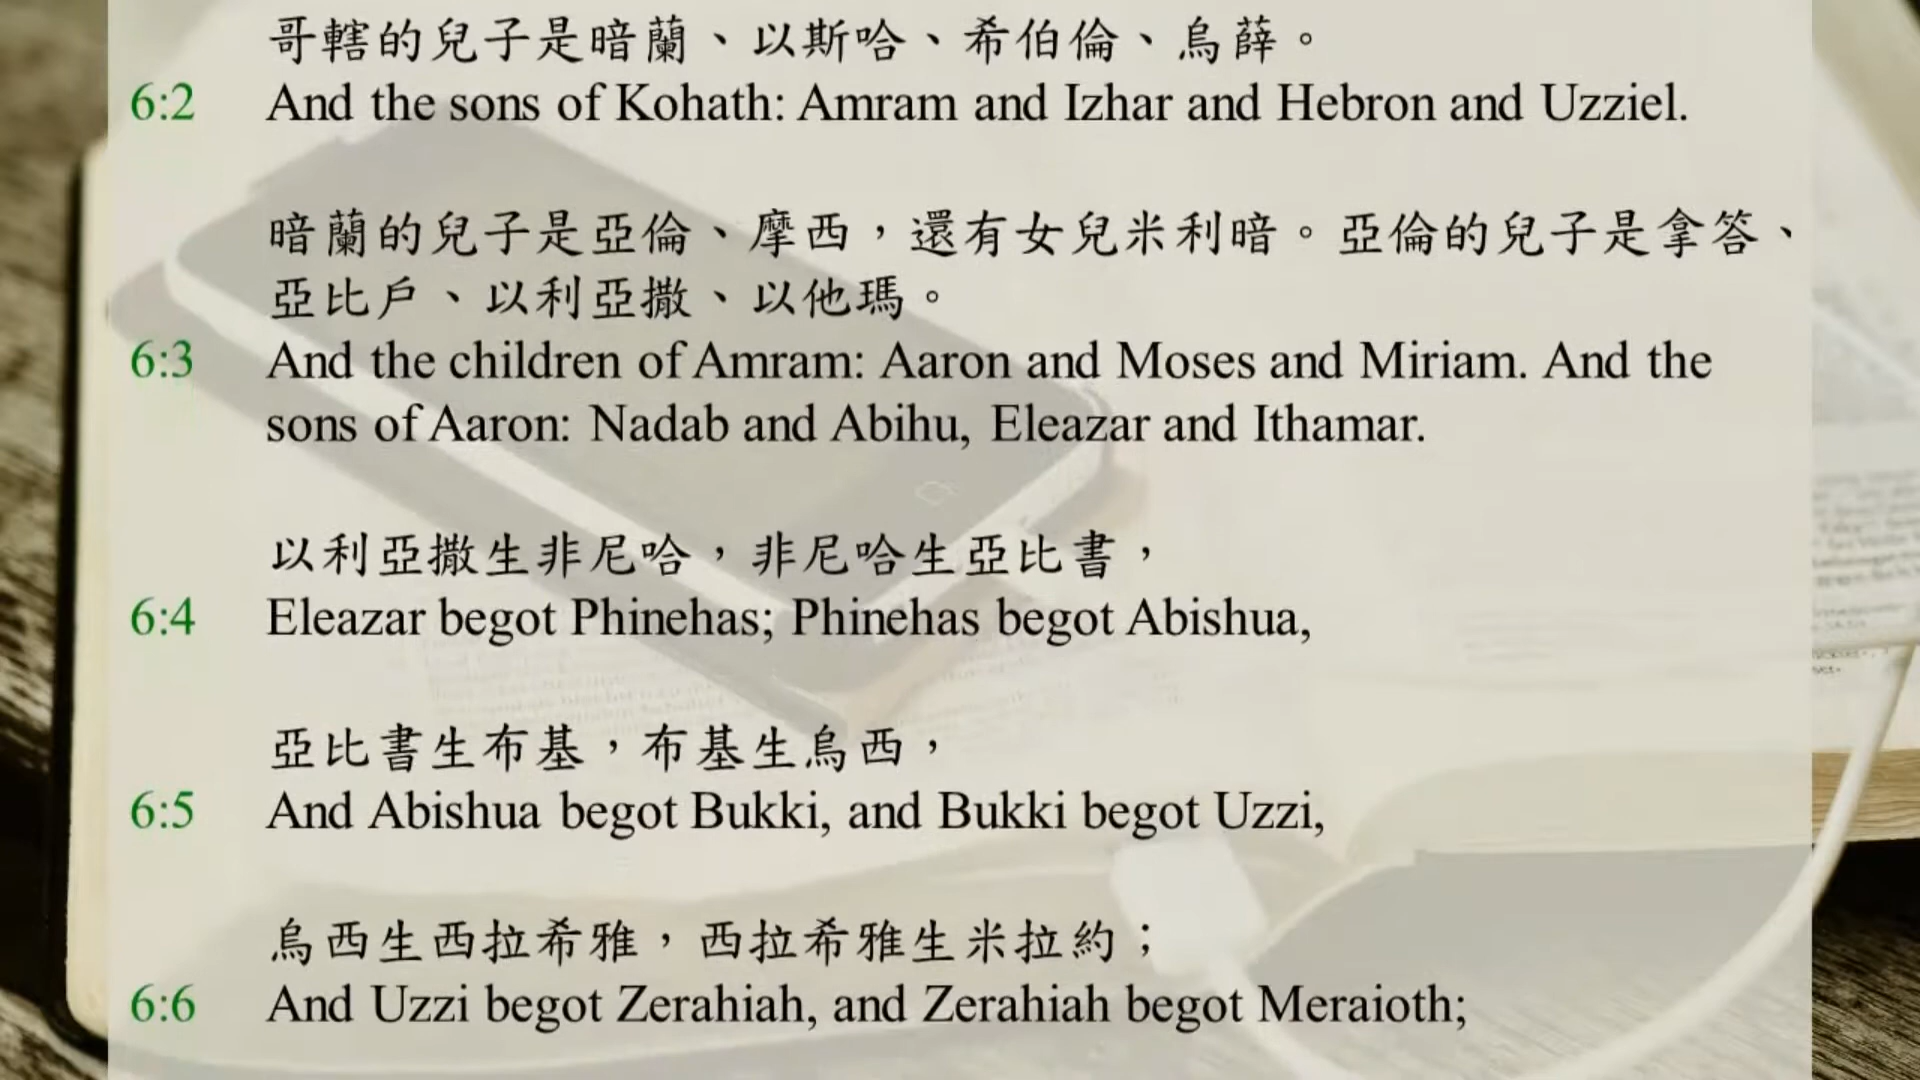 哥轄的兒子是暗蘭、以斯哈、希伯倫、烏薛。
6:2 And the sons of Kohath: Amram and Izhar and Hebron and Uzziel.
暗蘭的兒子是亞倫、摩西，還有女兒米利暗。亞倫的兒子是拿答、
亞比戶、以利亞撒、以他瑪。
6:3 And the children of Amram: Aaron and Moses and Miriam. And the
sons of Aaron: Nadab and Abihu, Eleazar and Ithamar.
以利亞撒生非尼哈，非尼哈生亞比書，
6:4 Eleazar begot Phinehas; Phinehas begot Abishua,
亞比書生布基，布基生烏西，
6:5 And Abishua begot Bukki, and Bukki begot Uzzi,
烏西生西拉希雅，西拉希雅生米拉約；
6:6 And Uzzi begot Zerahiah, and Zerahiah begot Meraioth;